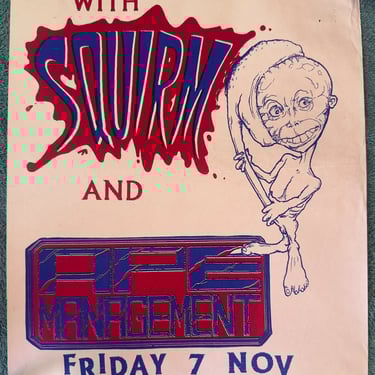 WITH
SQUIRM
AND
APE
MANAGEMENT
FRIDAY 7 NOV